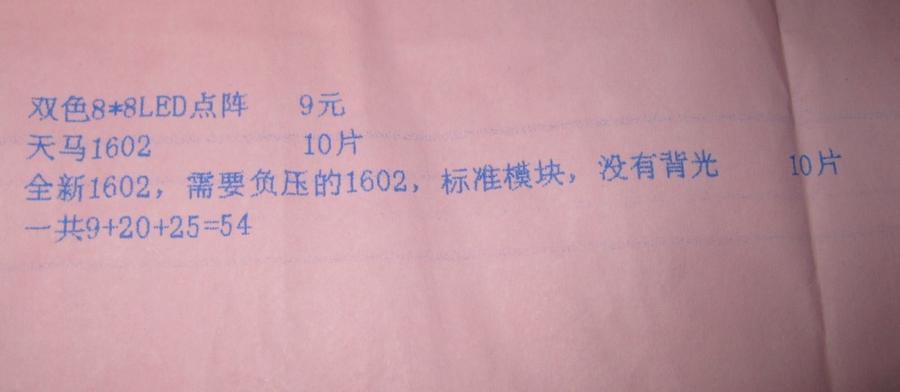 双色8*8LED点阵 9元
天马1602 10片
全新1602，需要负压的1602，标准模块，没有背光 10片
一共9+20+25=54